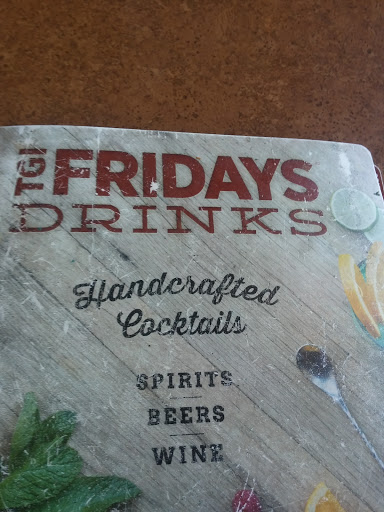 TGI FRIDAYS
DRINKS
Handcrafted
Cocktails
SPIRITS
BEERS
WINE